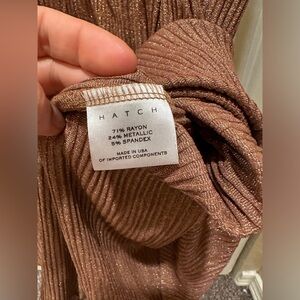 HATCH
71% RAYON
24% METALLIC
5% SPANDEX
MADE IN USA
OF IMPORTED COMPONENTS